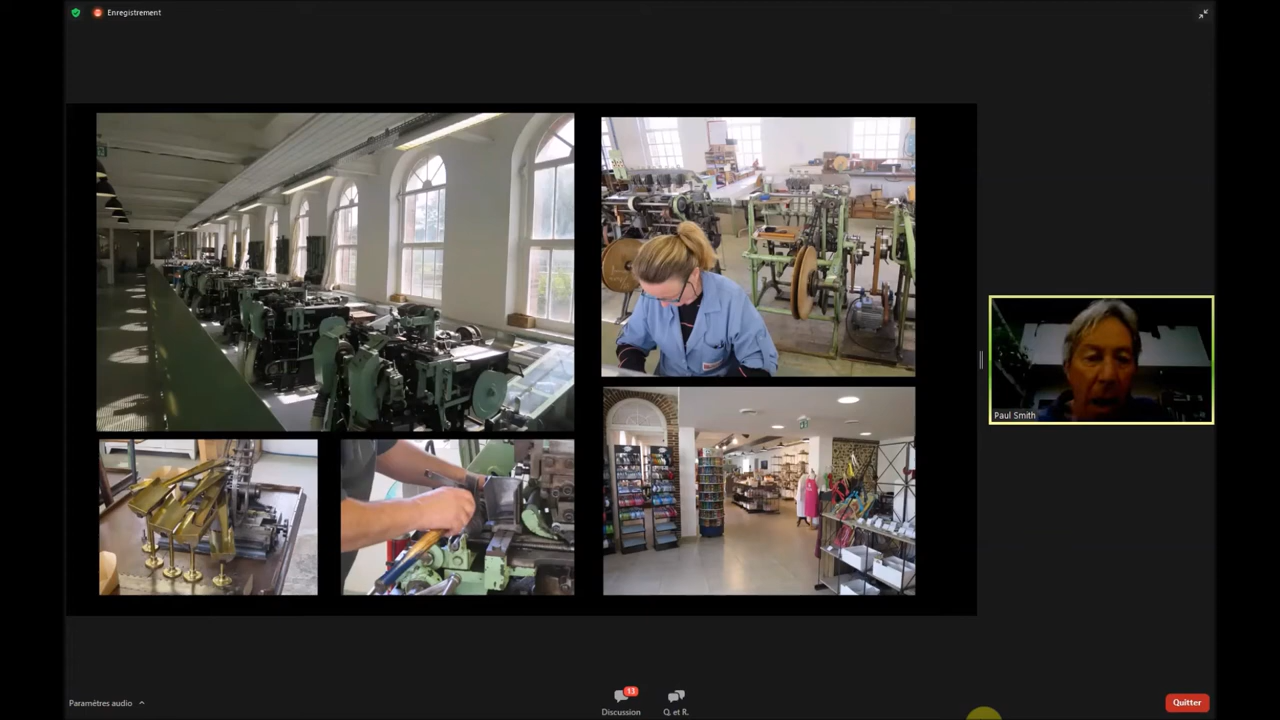 Enregistrement
Paul Smith
Paramètres audio
13
Discussion
Q. et R.
Quitter